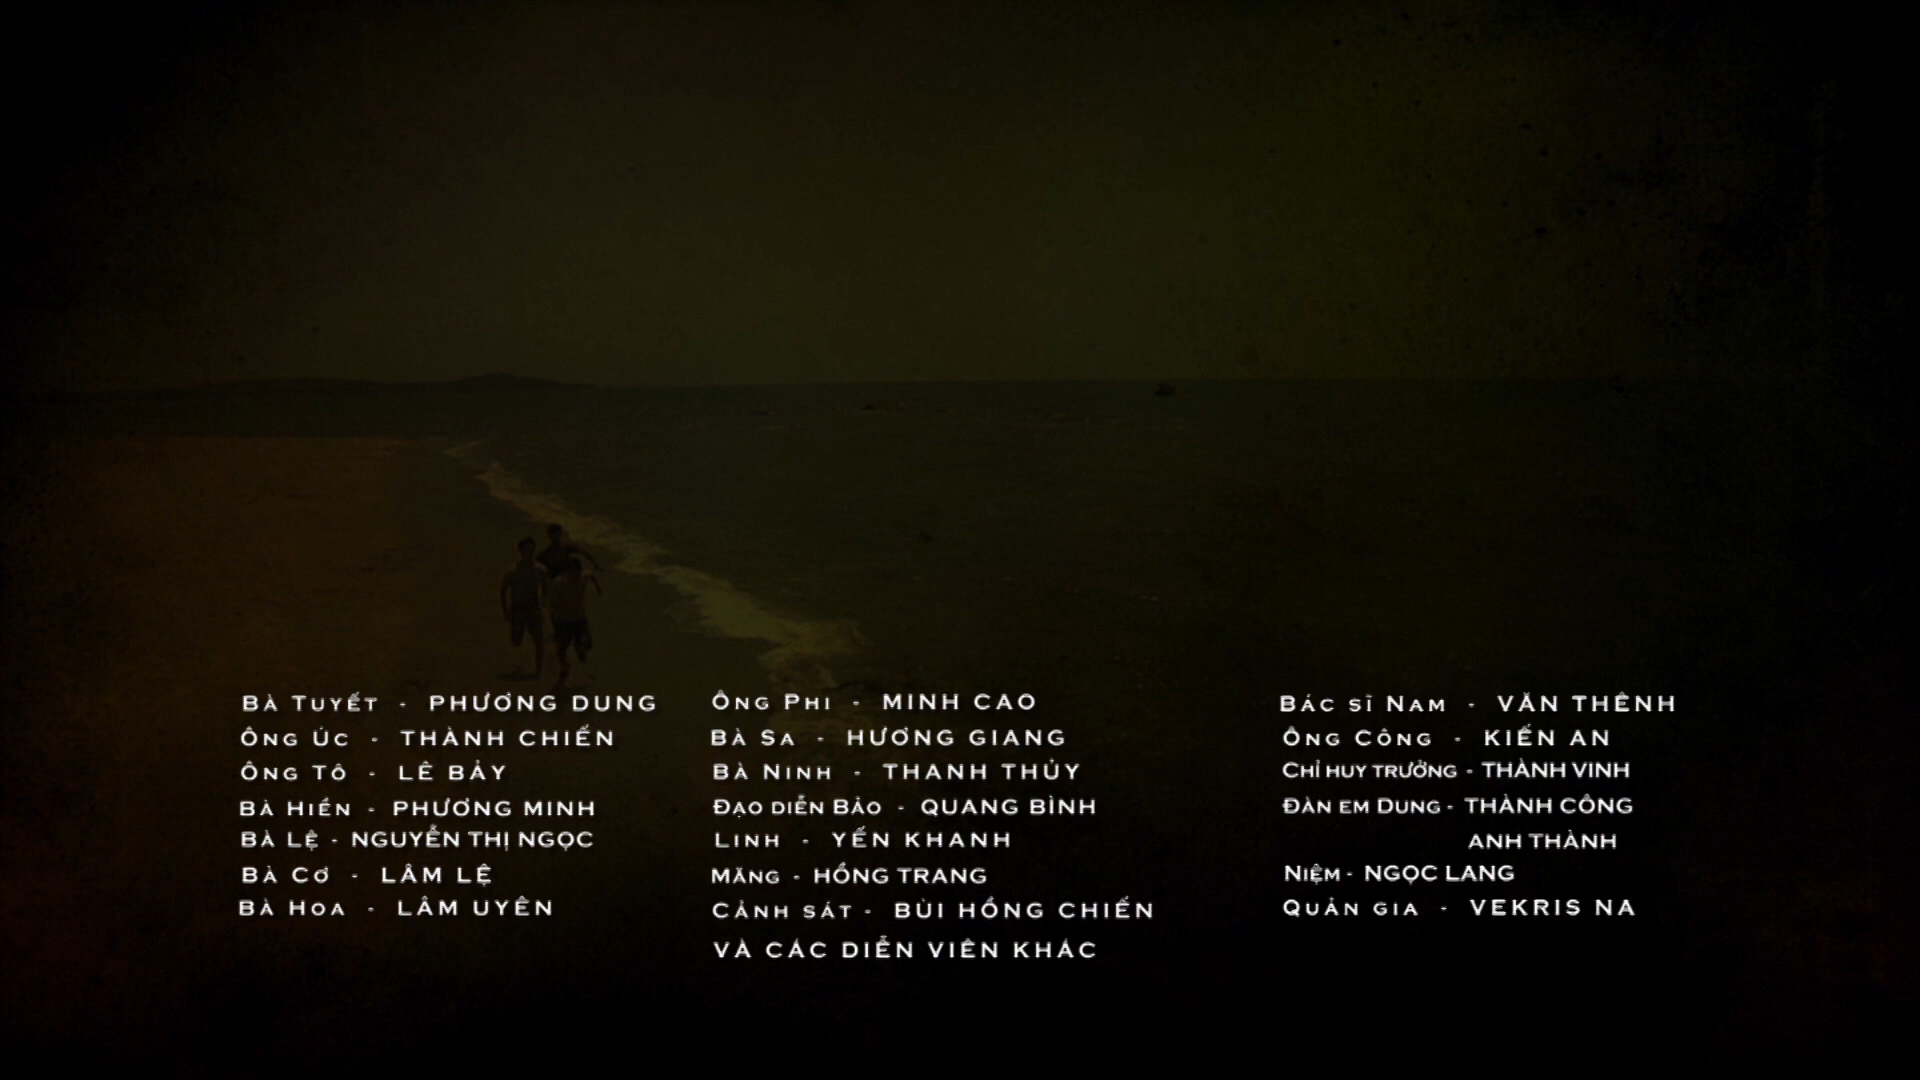 Bà Tuyết - PHƯƠNG DUNG
Ông Úc - THÀNH CHIẾN
Ông Tô - LÊ BẢY
Bà Hiền - PHƯƠNG MINH
Bà Lệ - NGUYỄN THỊ NGỌC
Bà Cơ - LÂM LỆ
Bà Hoa - LÂM UYÊN
Ông Phi - MINH CAO
Bà Sa - HƯƠNG GIANG
Bà Ninh - THANH THỦY
Đạo diễn Bảo - QUANG BÌNH
Linh - YẾN KHANH
Măng - HỒNG TRANG
Cảnh sát - BÙI HỒNG CHIẾN
VÀ CÁC DIỄN VIÊN KHÁC
Bác sĩ Nam - VĂN THÊNH
Ông Công - KIẾN AN
Chỉ huy trưởng - THÀNH VINH
Đàn em Dung - THÀNH CÔNG
ANH THÀNH
Niệm - NGỌC LANG
Quản gia - VEKRIS NA